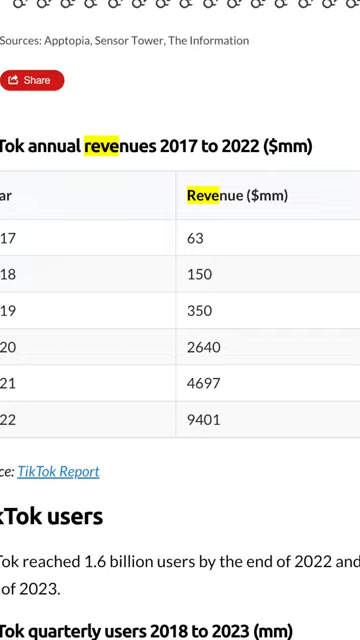 Sources: Apptopia, Sensor Tower, The Information
Share
Tok annual revenues 2017 to 2022 ($mm)
ar Revenue ($mm)
17 63
18 150
19 350
20 2640
21 4697
22 9401
ce: TikTok Report
kTok users
Tok reached 1.6 billion users by the end of 2022 and
of 2023.
Tok quarterly users 2018 to 2023 (mm)